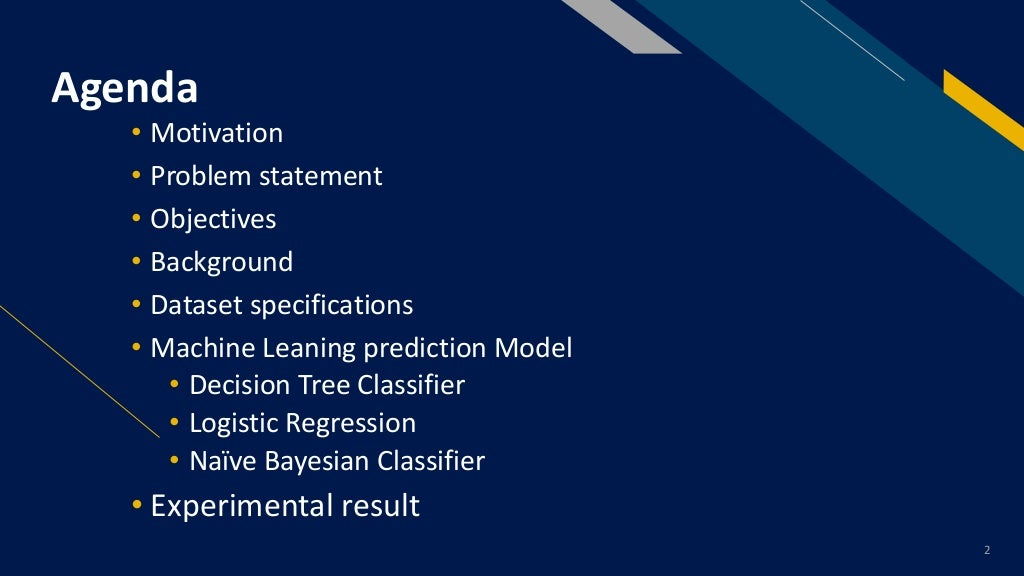 Agenda
• Motivation
• Problem statement
• Objectives
• Background
• Dataset specifications
• Machine Leaning prediction Model
• Decision Tree Classifier
• Logistic Regression
• Naïve Bayesian Classifier
• Experimental result
2